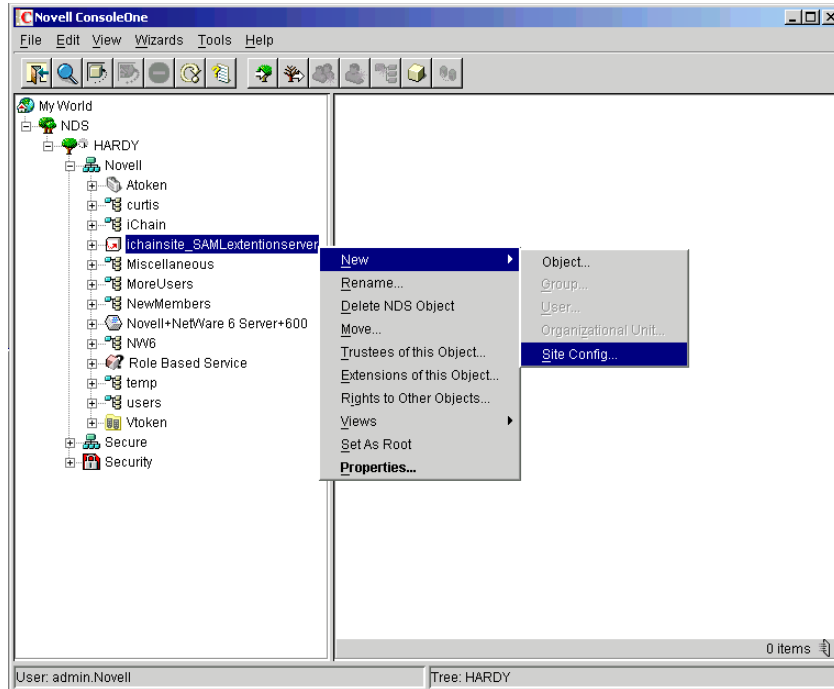 Novell ConsoleOne
File Edit View Wizards Tools Help
My World
NDS
HARDY
Novell
Atoken
curtis
iChain
ichainsite_SAMLextentionserver
Miscellaneous
MoreUsers
NewMembers
Novell+NetWare 6 Server+600
NW6
Role Based Service
temp
users
Vtoken
Secure
Security
New
Rename...
Delete NDS Object
Move...
Trustees of this Object...
Extensions of this Object...
Rights to Other Objects...
Views
Set As Root
Properties...
Object...
Group...
User...
Organizational Unit...
Site Config...
0 items
User: admin.Novell
Tree: HARDY